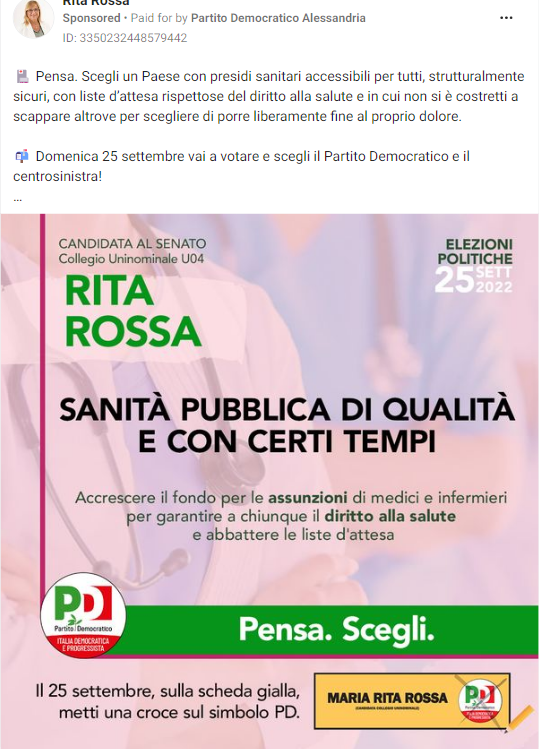 Rita Rossa
Sponsored • Paid for by Partito Democratico Alessandria
ID: 3350232448579442
Pensa. Scegli un Paese con presidi sanitari accessibili per tutti, strutturalmente
sicuri, con liste d'attesa rispettose del diritto alla salute e in cui non si è costretti a
scappare altrove per scegliere di porre liberamente fine al proprio dolore.
Domenica 25 settembre vai a votare e scegli il Partito Democratico e il
centrosinistra!
...
CANDIDATA AL SENATO
Collegio Uninominale U04
RITA
ROSSA
ELEZIONI
POLITICHE
25 SETT
2022
SANITÀ PUBBLICA DI QUALITÀ
E CON CERTI TEMPI
Accrescere il fondo per le assunzioni di medici e infermieri
per garantire a chiunque il diritto alla salute
e abbattere le liste d'attesa
PD
Partito Democratico
ITALIA DEMOCRATICA
E PROGRESSISTA
Pensa. Scegli.
Il 25 settembre, sulla scheda gialla,
metti una croce sul simbolo PD.
MARIA RITA ROSSA
(CANDIDATA COLLEGIO UNINOMINALE)
PD